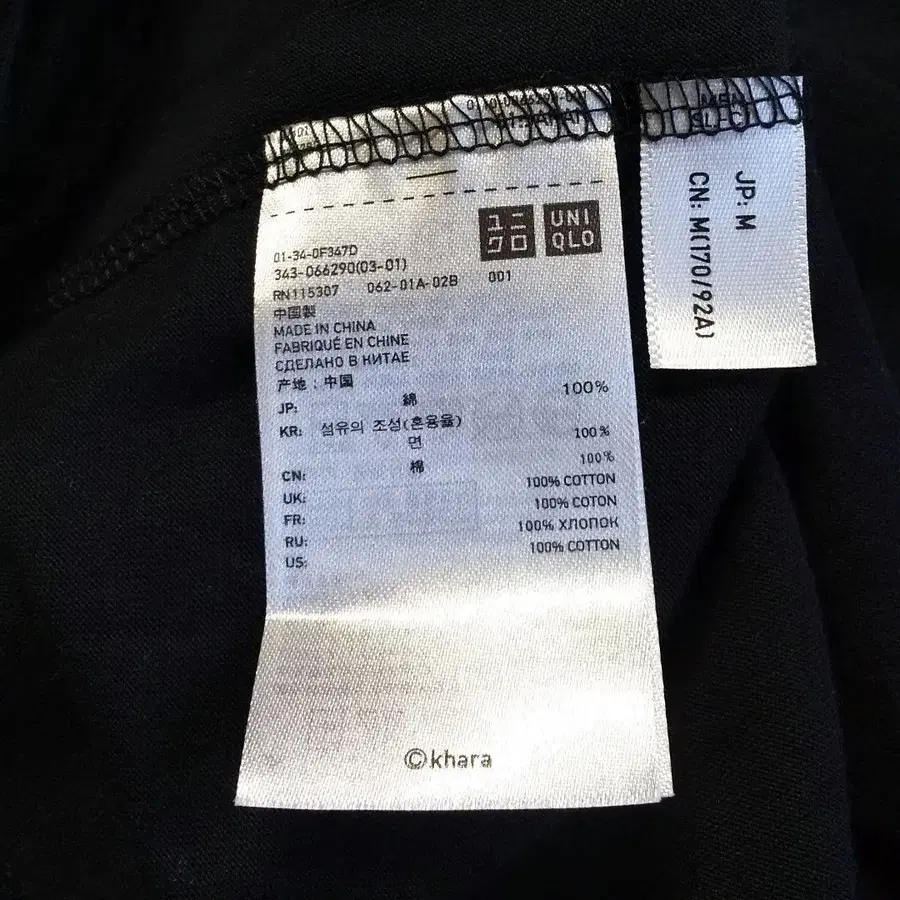 ユニ
クロ
UNI
QLO
01-34-0F347D
343-066290(03-01)
RN115307 062-01A-02B 001
中国製
MADE IN CHINA
FABRIQUÉ EN CHINE
СДЕЛАНО В КИТАЕ
产地：中国
JP: 綿 100%
KR: 섬유의 조성(혼용율)
면 100%
CN: 棉 100%
UK: 100% COTTON
FR: 100% COTON
RU: 100% ХЛОПОК
US: 100% COTTON
©khara
JP: M
CN: M(170/92A)